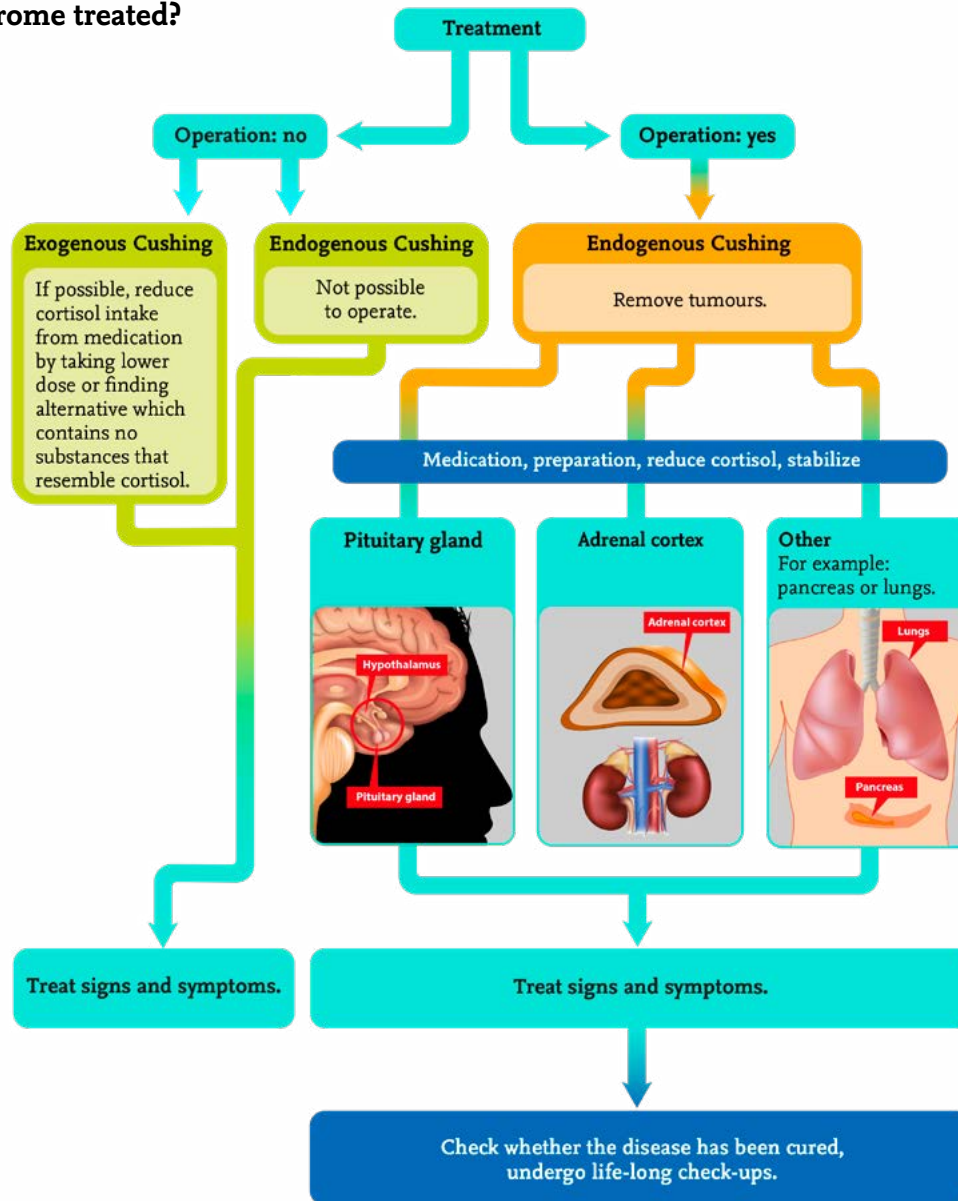 rome treated?
Treatment
Operation: no
Operation: yes
Exogenous Cushing
If possible, reduce
cortisol intake
from medication
by taking lower
dose or finding
alternative which
contains no
substances that
resemble cortisol.
Endogenous Cushing
Not possible
to operate.
Endogenous Cushing
Remove tumours.
Medication, preparation, reduce cortisol, stabilize
Pituitary gland
Hypothalamus
Pituitary gland
Adrenal cortex
Adrenal cortex
Other
For example:
pancreas or lungs.
Lungs
Pancreas
Treat signs and symptoms.
Treat signs and symptoms.
Check whether the disease has been cured,
undergo life-long check-ups.